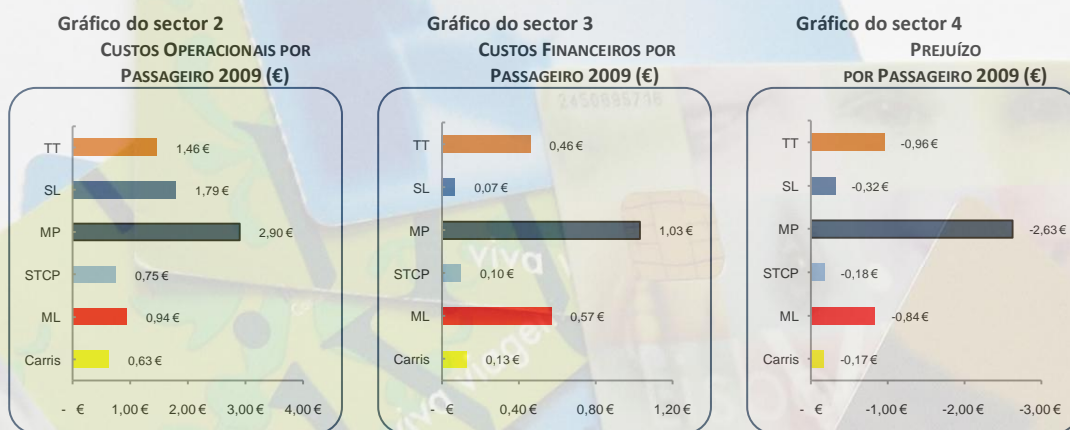 Gráfico do sector 2
CUSTOS OPERACIONAIS POR
PASSAGEIRO 2009 (€)
TT
1,46 €
SL
1,79 €
MP
2,90 €
STCP
0,75 €
ML
0,94 €
Carris
0,63 €
- € 1,00 € 2,00 € 3,00 € 4,00 €
Gráfico do sector 3
CUSTOS FINANCEIROS POR
PASSAGEIRO 2009 (€)
TT
0,46 €
SL
0,07 €
MP
1,03 €
STCP
0,10 €
ML
0,57 €
Carris
0,13 €
- € 0,40 € 0,80 € 1,20 €
Gráfico do sector 4
PREJUÍZO
POR PASSAGEIRO 2009 (€)
TT
-0,96 €
SL
-0,32 €
MP
-2,63 €
STCP
-0,18 €
ML
-0,84 €
Carris
-0,17 €
- € -1,00 € -2,00 € -3,00 €
viva
viva viagem